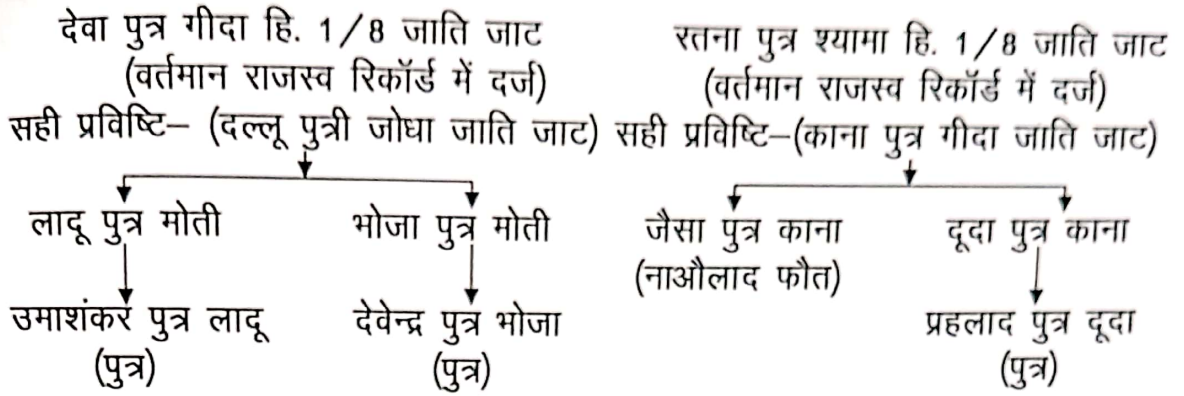 देवा पुत्र गीदा हि. 1/8 जाति जाट
(वर्तमान राजस्व रिकॉर्ड में दर्ज)
सही प्रविष्टि– (दल्लू पुत्री जोधा जाति जाट)
लादू पुत्र मोती
भोजा पुत्र मोती
उमाशंकर पुत्र लादू
(पुत्र)
देवेन्द्र पुत्र भोजा
(पुत्र)
रतना पुत्र श्यामा हि. 1/8 जाति जाट
(वर्तमान राजस्व रिकॉर्ड में दर्ज)
सही प्रविष्टि–(काना पुत्र गीदा जाति जाट)
जैसा पुत्र काना
(नाऔलाद फौत)
दूदा पुत्र काना
प्रहलाद पुत्र दूदा
(पुत्र)